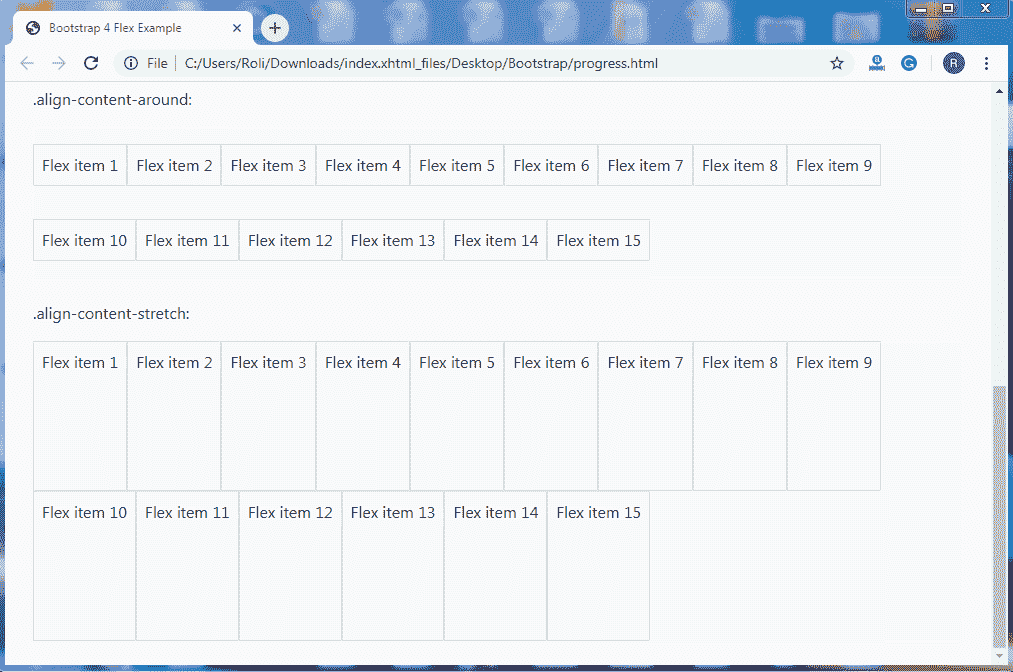 Bootstrap 4 Flex Example
File C:/Users/Roli/Downloads/index.xhtml_files/Desktop/Bootstrap/progress.html R
.align-content-around:
Flex item 1 Flex item 2 Flex item 3 Flex item 4 Flex item 5 Flex item 6 Flex item 7 Flex item 8 Flex item 9
Flex item 10 Flex item 11 Flex item 12 Flex item 13 Flex item 14 Flex item 15
.align-content-stretch:
Flex item 1 Flex item 2 Flex item 3 Flex item 4 Flex item 5 Flex item 6 Flex item 7 Flex item 8 Flex item 9
Flex item 10 Flex item 11 Flex item 12 Flex item 13 Flex item 14 Flex item 15